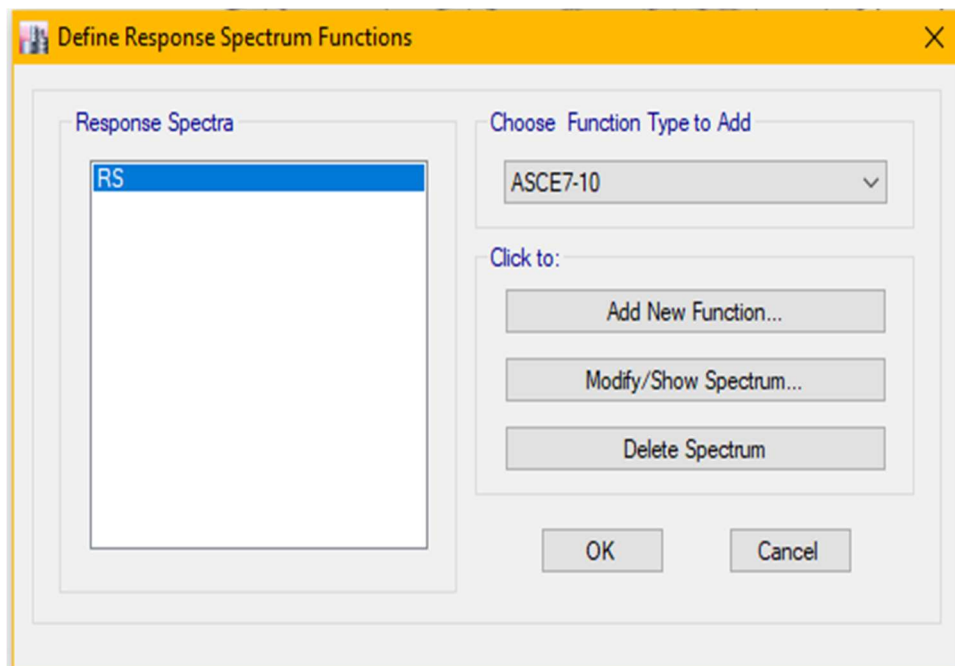 Define Response Spectrum Functions
Response Spectra
RS
Choose Function Type to Add
ASCE7-10
Click to:
Add New Function...
Modify/Show Spectrum...
Delete Spectrum
OK
Cancel